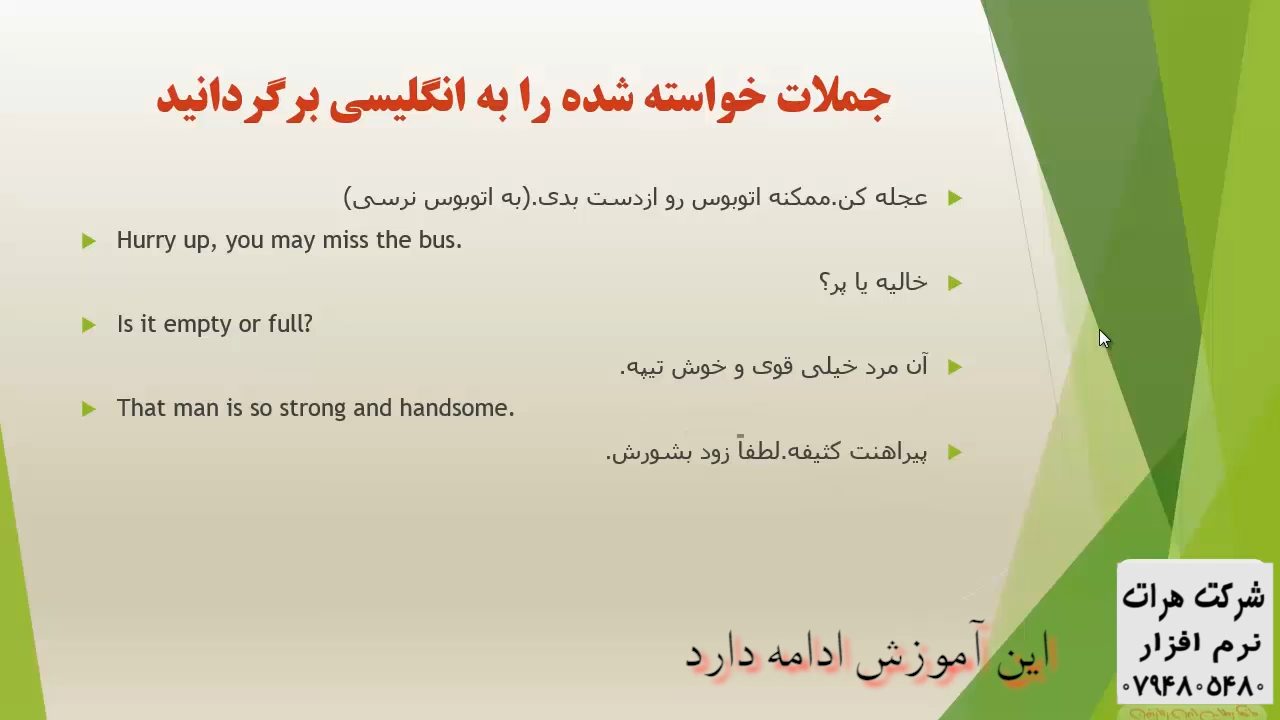 جملات خواسته شده را به انگلیسی برگردانید
عجله کن.ممکنه اتوبوس رو ازدست بدی.(به اتوبوس نرسی)
Hurry up, you may miss the bus.
خالیه یا پر؟
Is it empty or full?
آن مرد خیلی قوی و خوش تیپه.
That man is so strong and handsome.
پیراهنت کثیفه.لطفاً زود بشورش.
این آموزش ادامه دارد
شرکت هرات
نرم افزار
۰۷۹۴۸۰۵۴۸۰